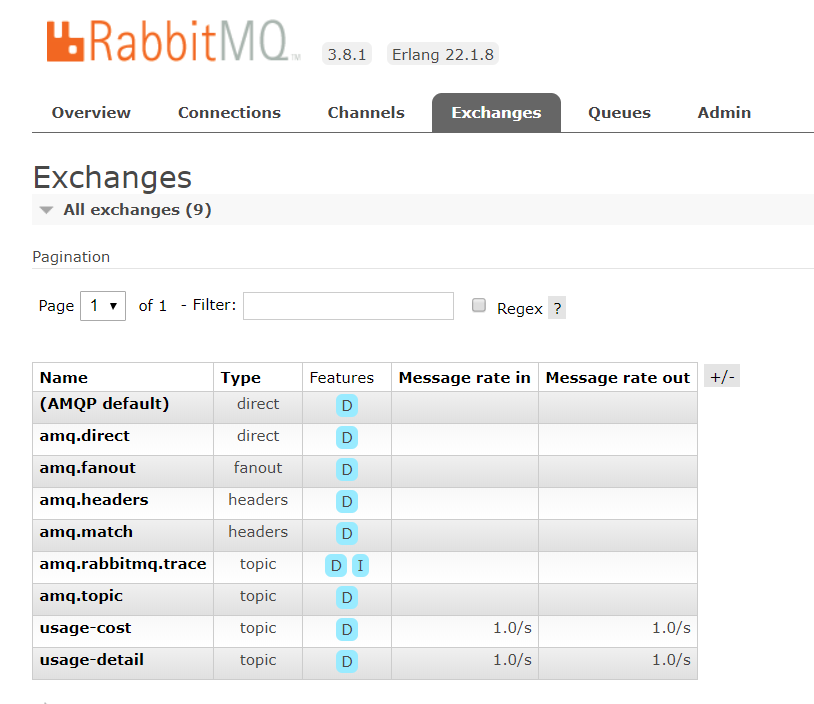 RabbitMQ™ 3.8.1 Erlang 22.1.8
Overview Connections Channels Exchanges Queues Admin
Exchanges
All exchanges (9)
Pagination
Page 1 of 1 - Filter: Regex ?
Name Type Features Message rate in Message rate out +/-
(AMQP default) direct D
amq.direct direct D
amq.fanout fanout D
amq.headers headers D
amq.match headers D
amq.rabbitmq.trace topic D I
amq.topic topic D
usage-cost topic D 1.0/s 1.0/s
usage-detail topic D 1.0/s 1.0/s